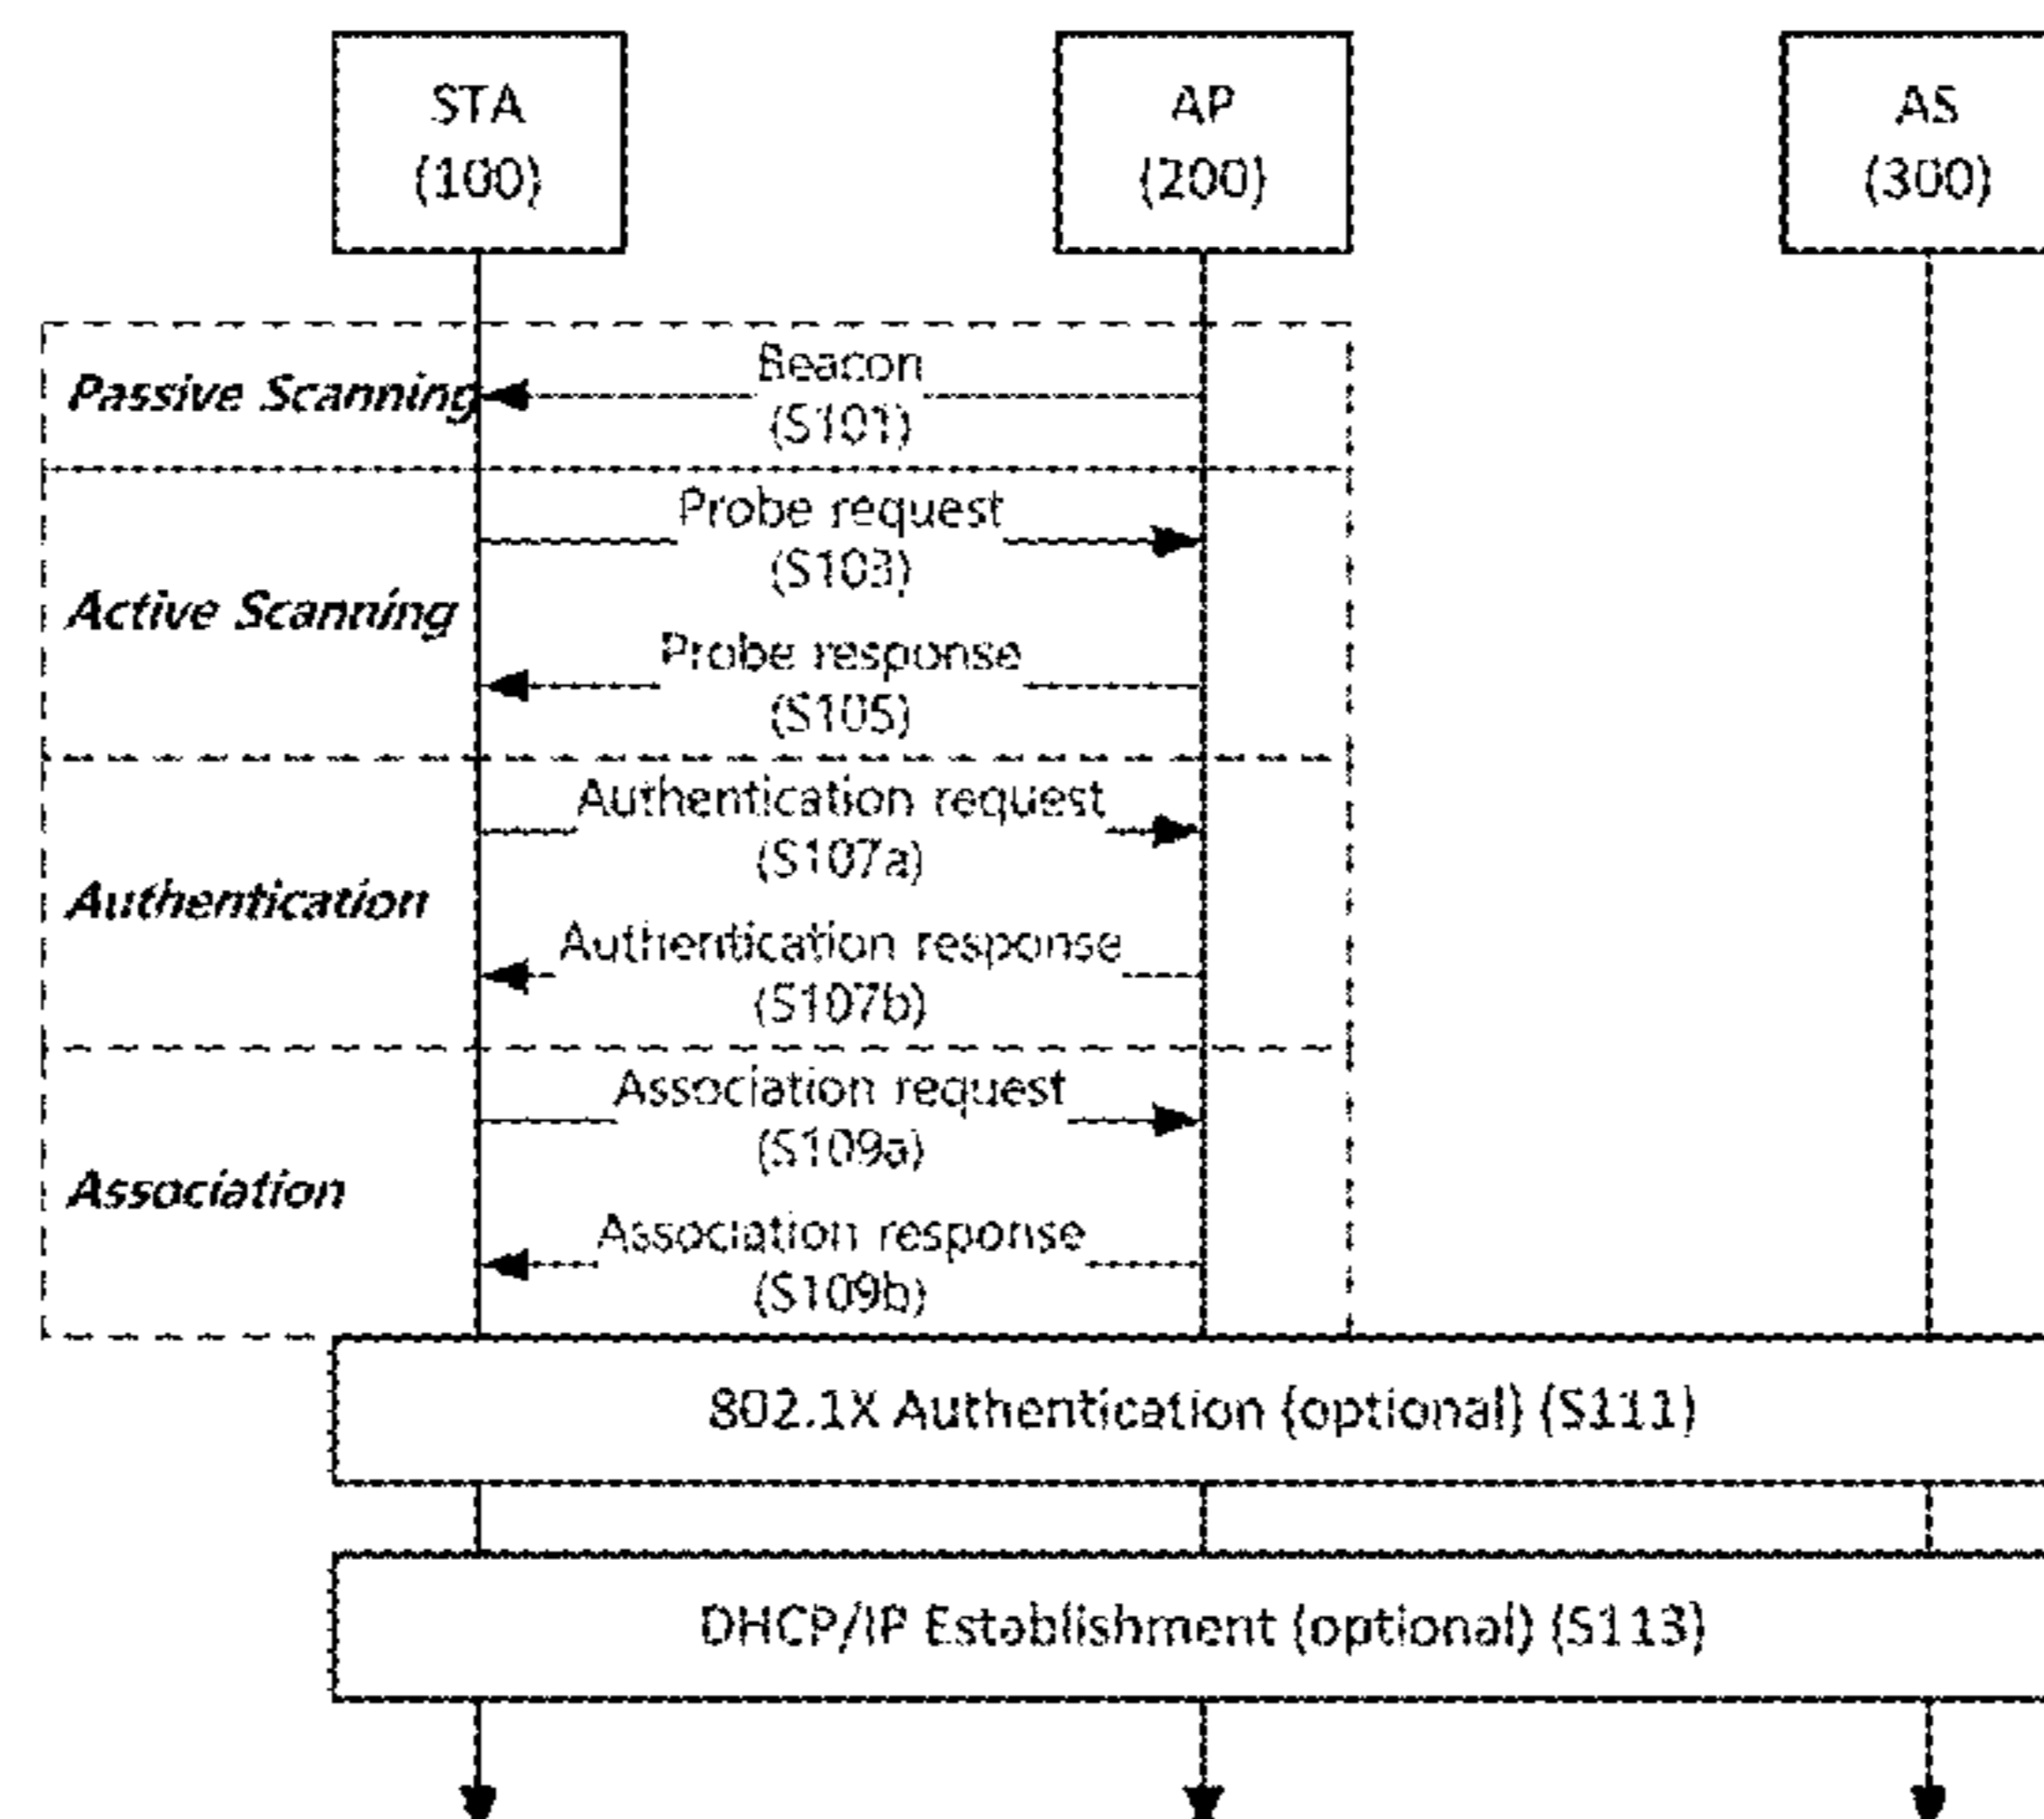 STA
(100)
AP
(200)
AS
(300)
Passive Scanning
Beacon
(S101)
Active Scanning
Probe request
(S103)
Probe response
(S105)
Authentication
Authentication request
(S107a)
Authentication response
(S107b)
Association
Association request
(S109a)
Association response
(S109b)
802.1X Authentication (optional) (S111)
DHCP/IP Establishment (optional) (S113)